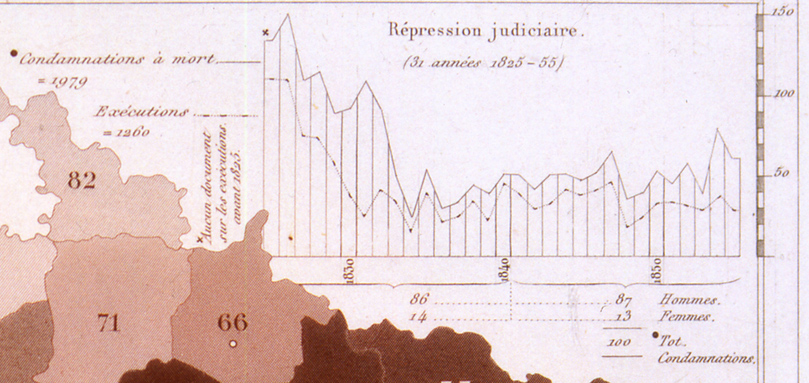 Répression judiciaire.
(31 années 1825–55)
Condamnations à mort
= 1979
Exécutions
= 1260
Aucun document
sur les exécutions
avant 1825.
150
100
50
1830
1840
1850
86 87 Hommes.
14 13 Femmes.
100 Tot.
Condamnations.
82
71
66